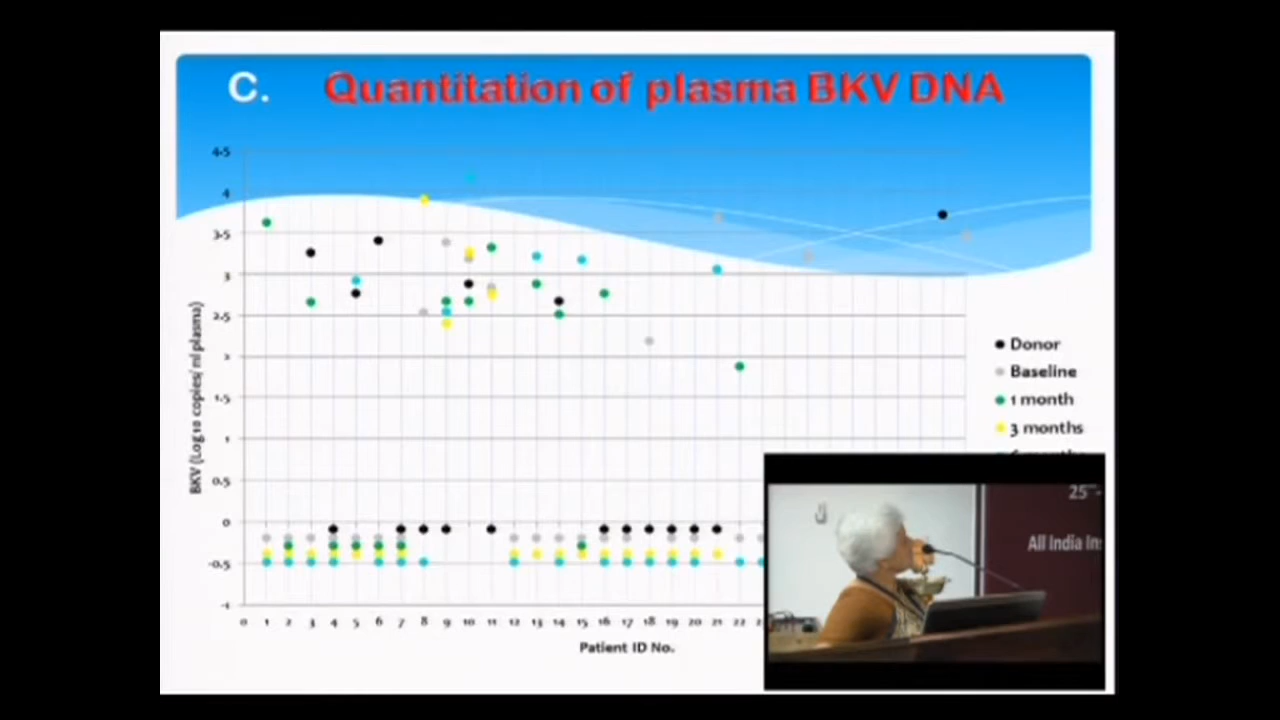 C. Quantitation of plasma BKV DNA
4.5
4
3.5
3
2.5
2
1.5
1
0.5
0
-0.5
-1
BKV (Log10 copies/ ml plasma)
0 1 2 3 4 5 6 7 8 9 10 11 12 13 14 15 16 17 18 19 20 21 22
Patient ID No.
Donor
Baseline
1 month
3 months
25
All India